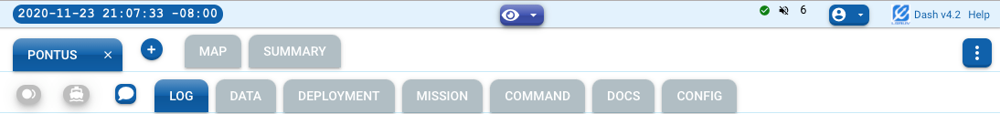 2020-11-23 21:07:33 -08:00
6
Dash v4.2 Help
PONTUS × + MAP SUMMARY
LOG DATA DEPLOYMENT MISSION COMMAND DOCS CONFIG